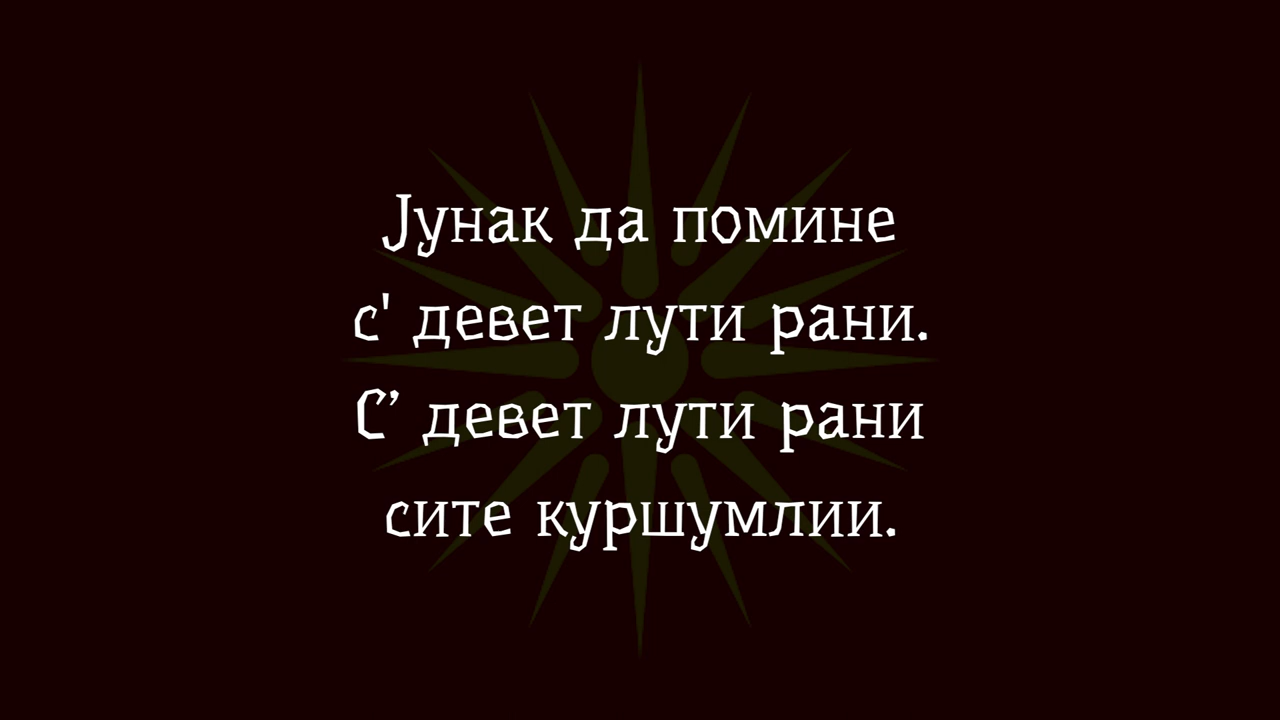 Јунак да помине
с' девет лути рани.
С’ девет лути рани
сите куршумлии.